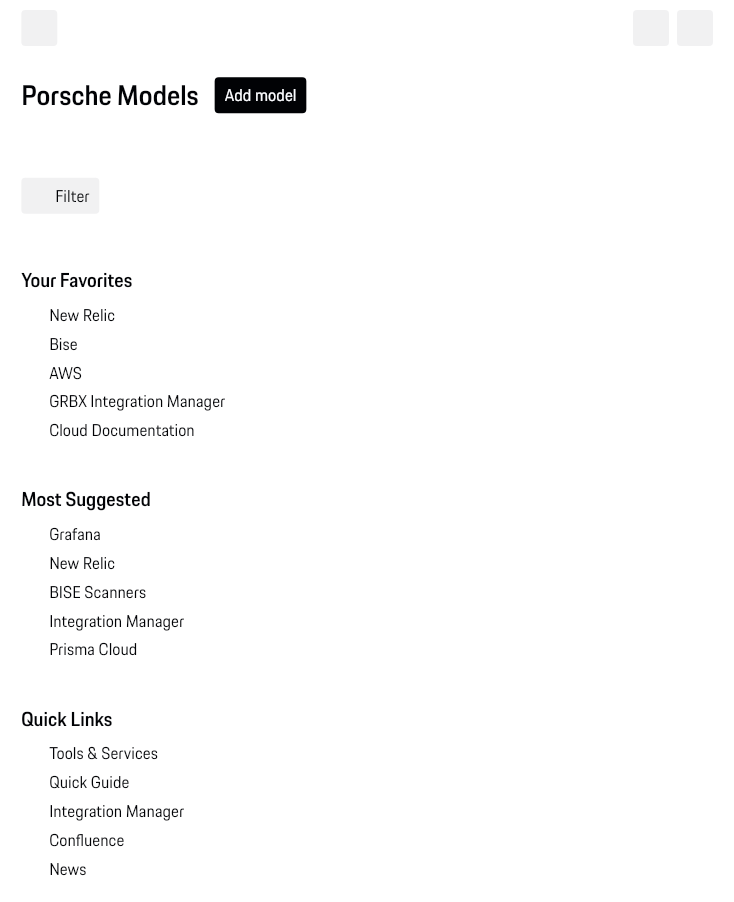 Porsche Models
Add model
Filter
Your Favorites
New Relic
Bise
AWS
GRBX Integration Manager
Cloud Documentation
Most Suggested
Grafana
New Relic
BISE Scanners
Integration Manager
Prisma Cloud
Quick Links
Tools & Services
Quick Guide
Integration Manager
Confluence
News